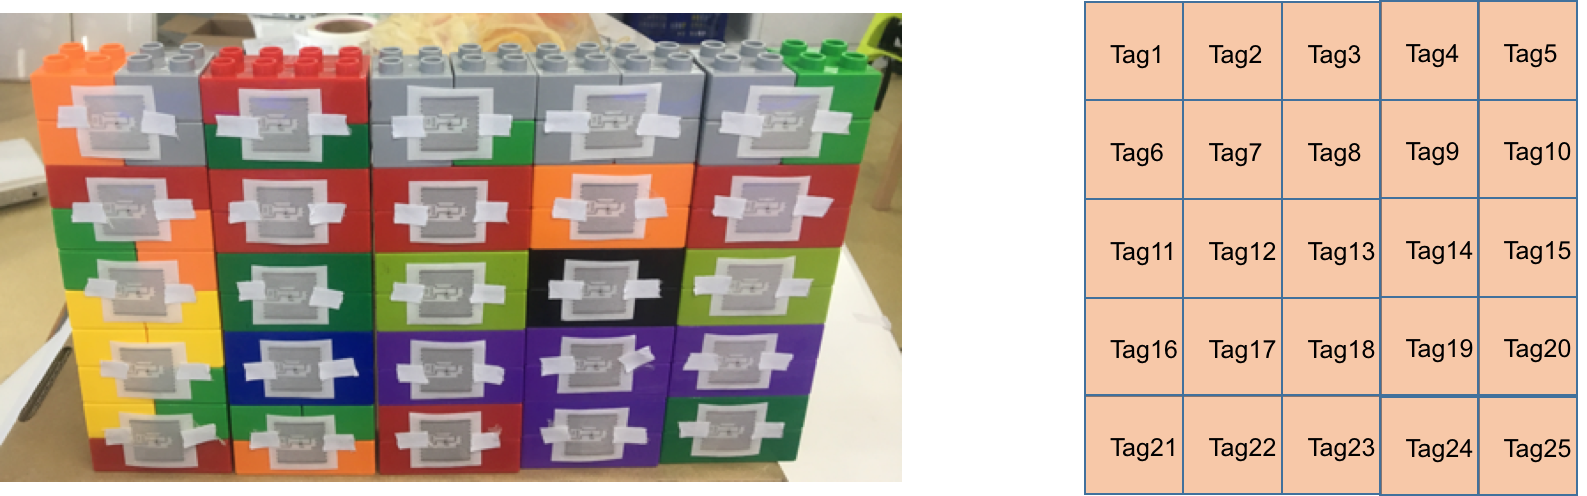 Tag1 Tag2 Tag3 Tag4 Tag5
Tag6 Tag7 Tag8 Tag9 Tag10
Tag11 Tag12 Tag13 Tag14 Tag15
Tag16 Tag17 Tag18 Tag19 Tag20
Tag21 Tag22 Tag23 Tag24 Tag25